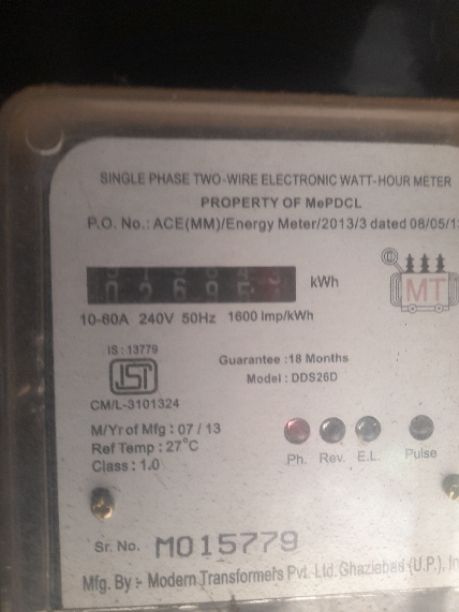 SINGLE PHASE TWO-WIRE ELECTRONIC WATT-HOUR METER
PROPERTY OF MePDCL
P.O. No.: ACE(MM)/Energy Meter/2013/3 dated 08/05/1
kWh
MT
10-60A 240V 50Hz 1600 Imp/kWh
IS : 13779
Guarantee : 18 Months
Model : DDS26D
CM/L-3101324
M/Yr of Mfg : 07 / 13
Ref Temp : 27°C
Class : 1.0
Ph. Rev. E.L. Pulse
Sr. No. M015779
Mfg. By :- Modern Transformers Pvt. Ltd. Ghaziabad (U.P.), In